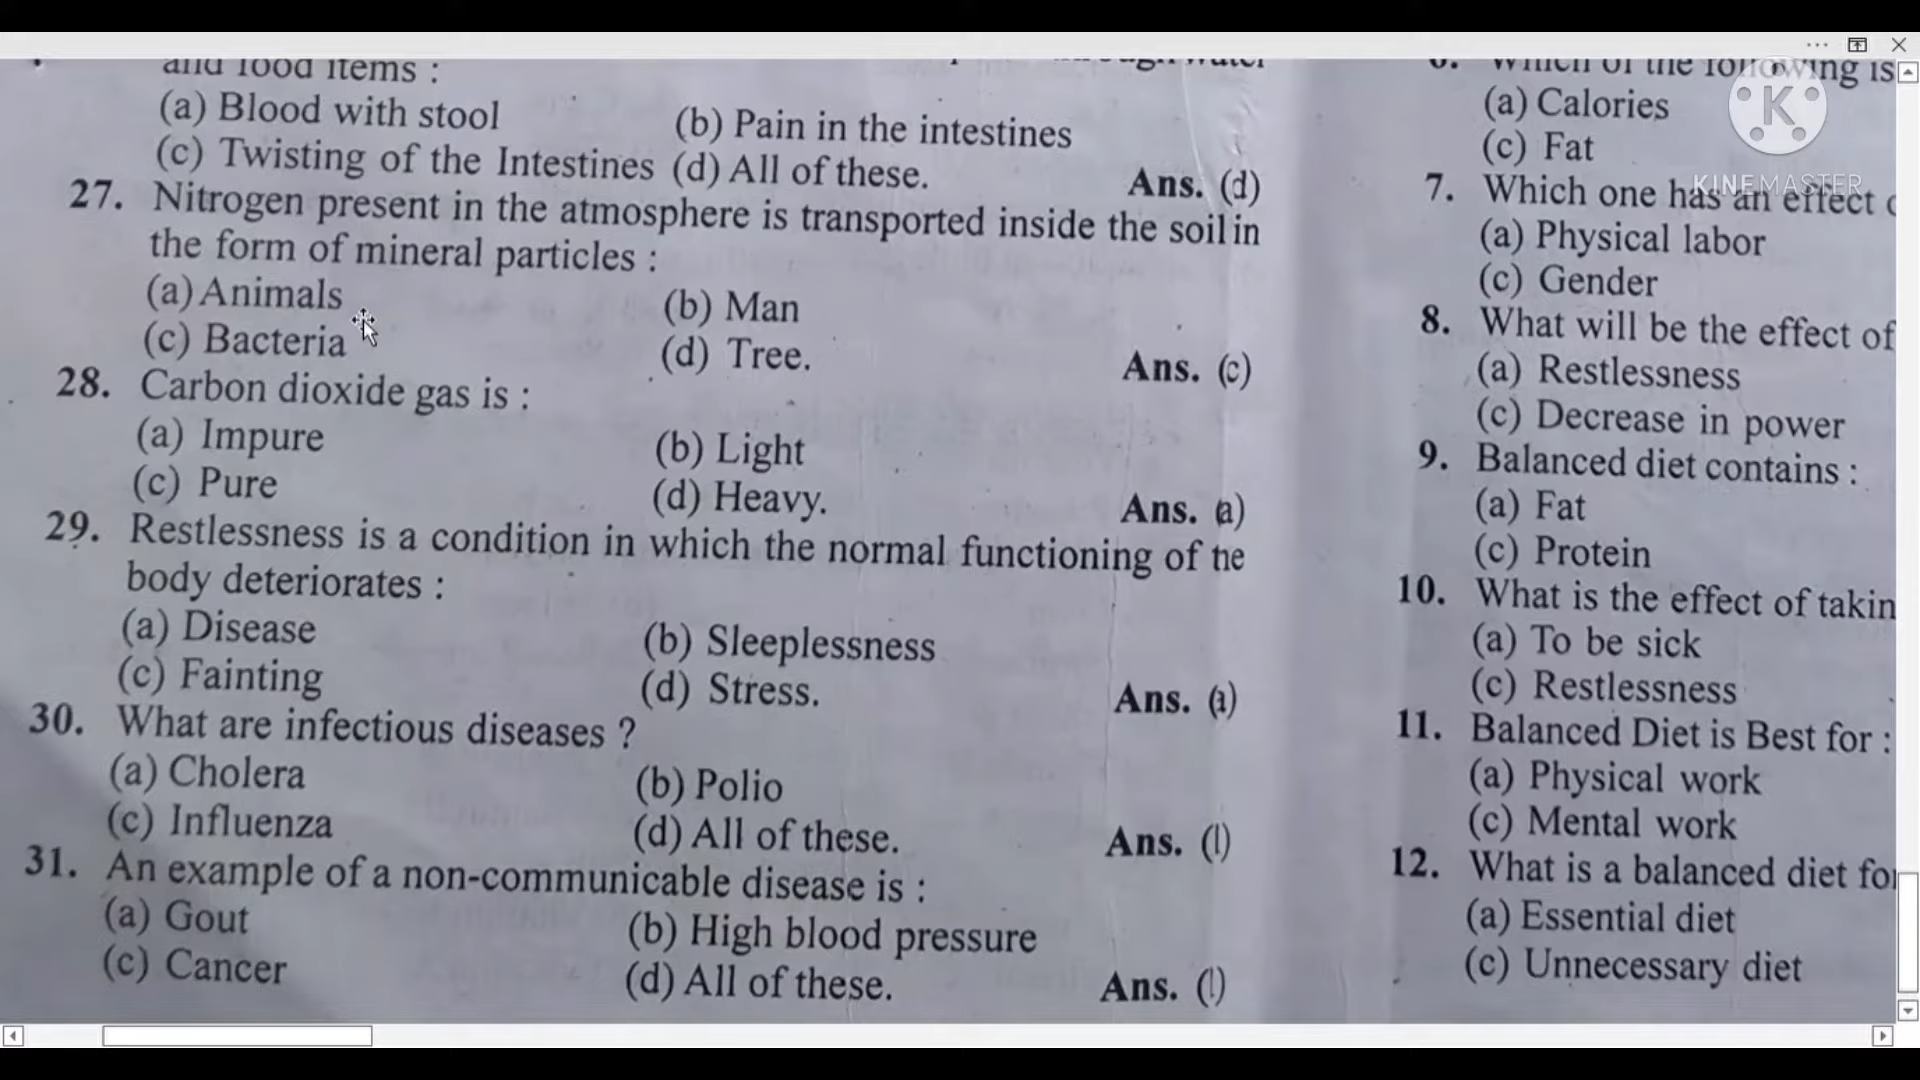 and food items :
(a) Blood with stool (b) Pain in the intestines
(c) Twisting of the Intestines (d) All of these. Ans. (d)
27. Nitrogen present in the atmosphere is transported inside the soil in
the form of mineral particles :
(a) Animals (b) Man
(c) Bacteria (d) Tree. Ans. (c)
28. Carbon dioxide gas is :
(a) Impure (b) Light
(c) Pure (d) Heavy. Ans. (a)
29. Restlessness is a condition in which the normal functioning of
body deteriorates :
(a) Disease (b) Sleeplessness
(c) Fainting (d) Stress. Ans.
30. What are infectious diseases ?
(a) Cholera (b) Polio
(c) Influenza (d) All of these. Ans.
31. An example of a non-communicable disease is :
(a) Gout (b) High blood pressure
(c) Cancer (d) All of these. Ans.
6. Which of the following is
(a) Calories
(c) Fat
7. Which one has an effect
(a) Physical labor
(c) Gender
8. What will be the effect of
(a) Restlessness
(c) Decrease in power
9. Balanced diet contains :
(a) Fat
(c) Protein
10. What is the effect of takin
(a) To be sick
(c) Restlessness
11. Balanced Diet is Best for :
(a) Physical work
(c) Mental work
12. What is a balanced diet
(a) Essential diet
(c) Unnecessary diet
K
KINEMASTER